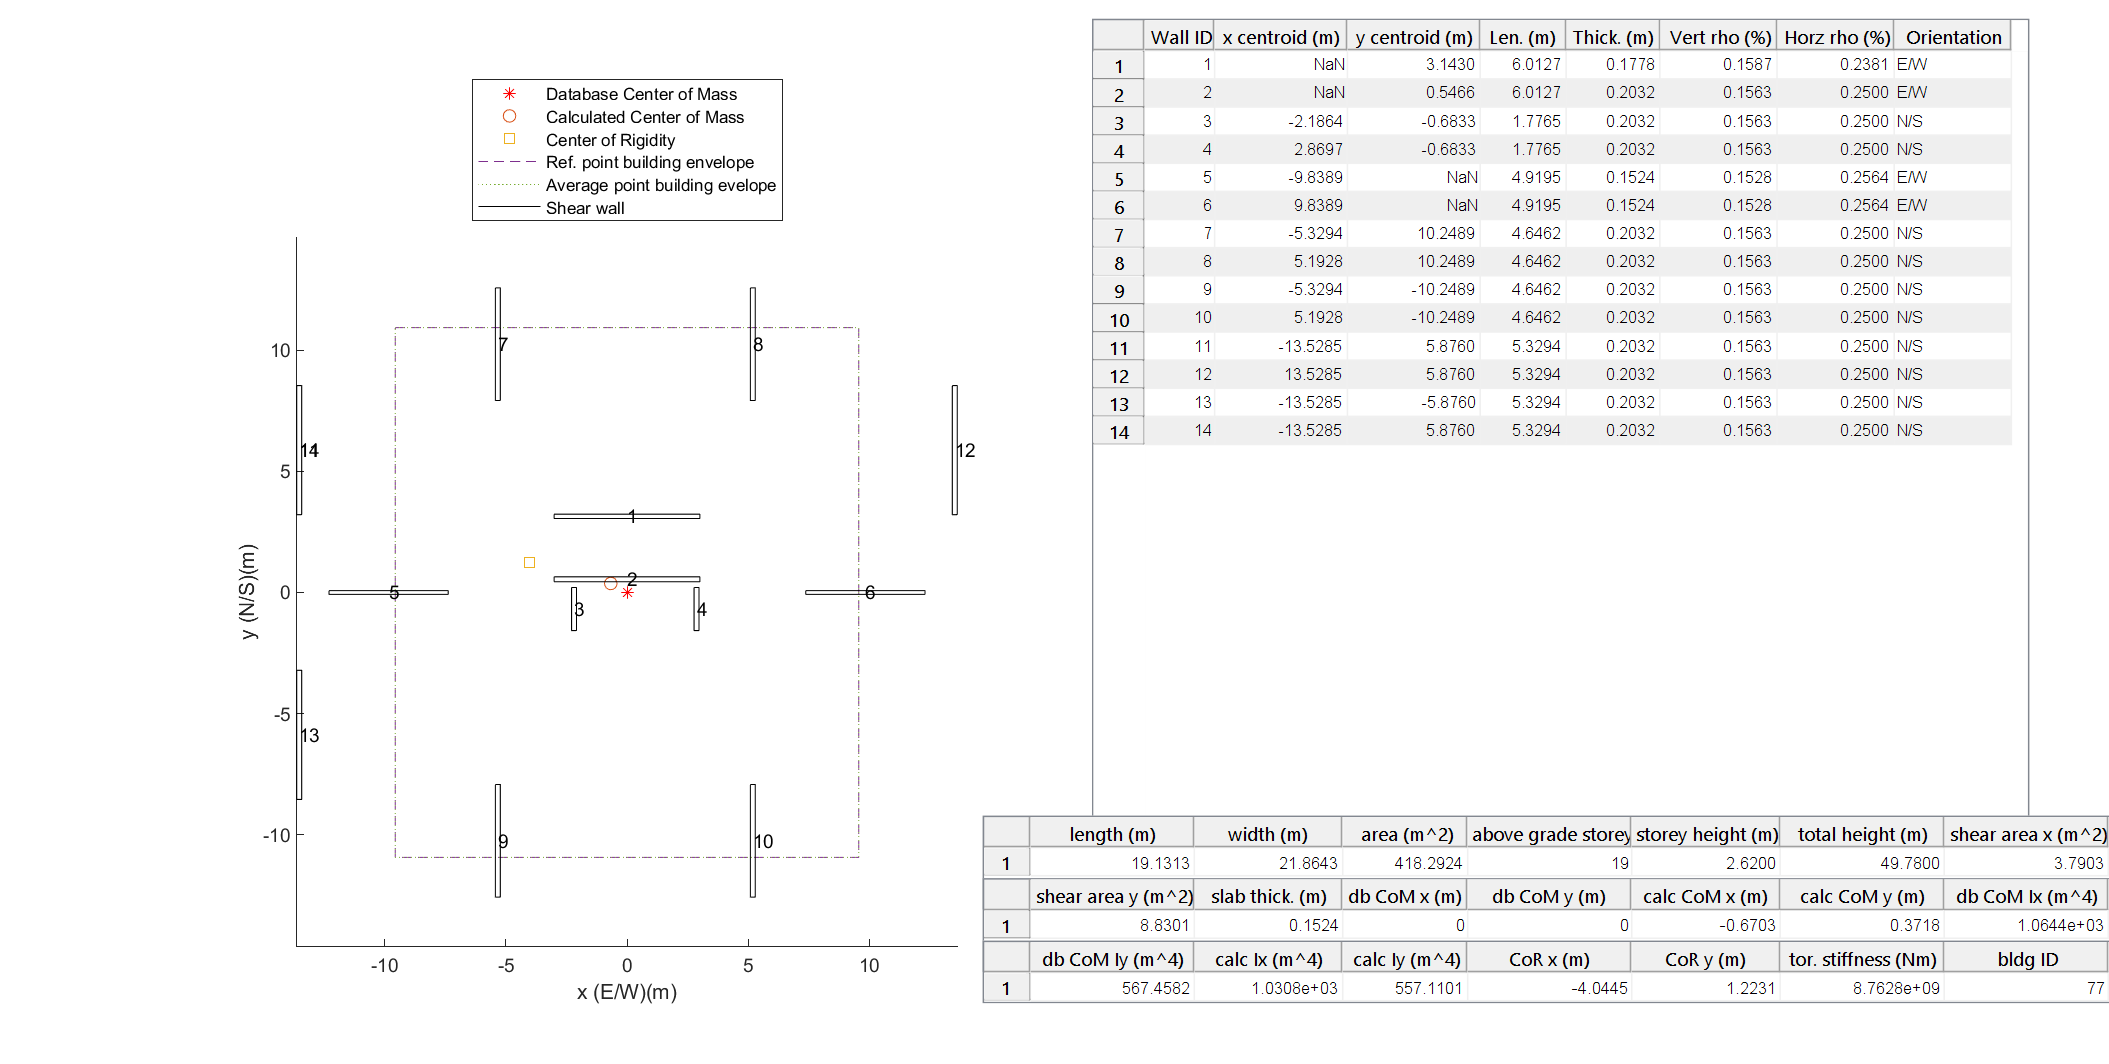 Database Center of Mass
Calculated Center of Mass
Center of Rigidity
Ref. point building envelope
Average point building evelope
Shear wall
y (N/S)(m)
10
5
0
-5
-10
-10
-5
0
5
10
x (E/W)(m)
7
8
14
12
1
2
5
6
3
4
13
9
10
Wall ID x centroid (m) y centroid (m) Len. (m) Thick. (m) Vert rho (%) Horz rho (%) Orientation
1 1 NaN 3.1430 6.0127 0.1778 0.1587 0.2381 E/W
2 2 NaN 0.5466 6.0127 0.2032 0.1563 0.2500 E/W
3 3 -2.1864 -0.6833 1.7765 0.2032 0.1563 0.2500 N/S
4 4 2.8697 -0.6833 1.7765 0.2032 0.1563 0.2500 N/S
5 5 -9.8389 NaN 4.9195 0.1524 0.1528 0.2564 E/W
6 6 9.8389 NaN 4.9195 0.1524 0.1528 0.2564 E/W
7 7 -5.3294 10.2489 4.6462 0.2032 0.1563 0.2500 N/S
8 8 5.1928 10.2489 4.6462 0.2032 0.1563 0.2500 N/S
9 9 -5.3294 -10.2489 4.6462 0.2032 0.1563 0.2500 N/S
10 10 5.1928 -10.2489 4.6462 0.2032 0.1563 0.2500 N/S
11 11 -13.5285 5.8760 5.3294 0.2032 0.1563 0.2500 N/S
12 12 13.5285 5.8760 5.3294 0.2032 0.1563 0.2500 N/S
13 13 -13.5285 -5.8760 5.3294 0.2032 0.1563 0.2500 N/S
14 14 -13.5285 5.8760 5.3294 0.2032 0.1563 0.2500 N/S
length (m) width (m) area (m^2) above grade storey storey height (m) total height (m) shear area x (m^2)
1 19.1313 21.8643 418.2924 19 2.6200 49.7800 3.7903
shear area y (m^2) slab thick. (m) db CoM x (m) db CoM y (m) calc CoM x (m) calc CoM y (m) db CoM Ix (m^4)
1 8.8301 0.1524 0 0 -0.6703 0.3718 1.0644e+03
db CoM Iy (m^4) calc Ix (m^4) calc Iy (m^4) CoR x (m) CoR y (m) tor. stiffness (Nm) bldg ID
1 567.4582 1.0308e+03 557.1101 -4.0445 1.2231 8.7628e+09 77